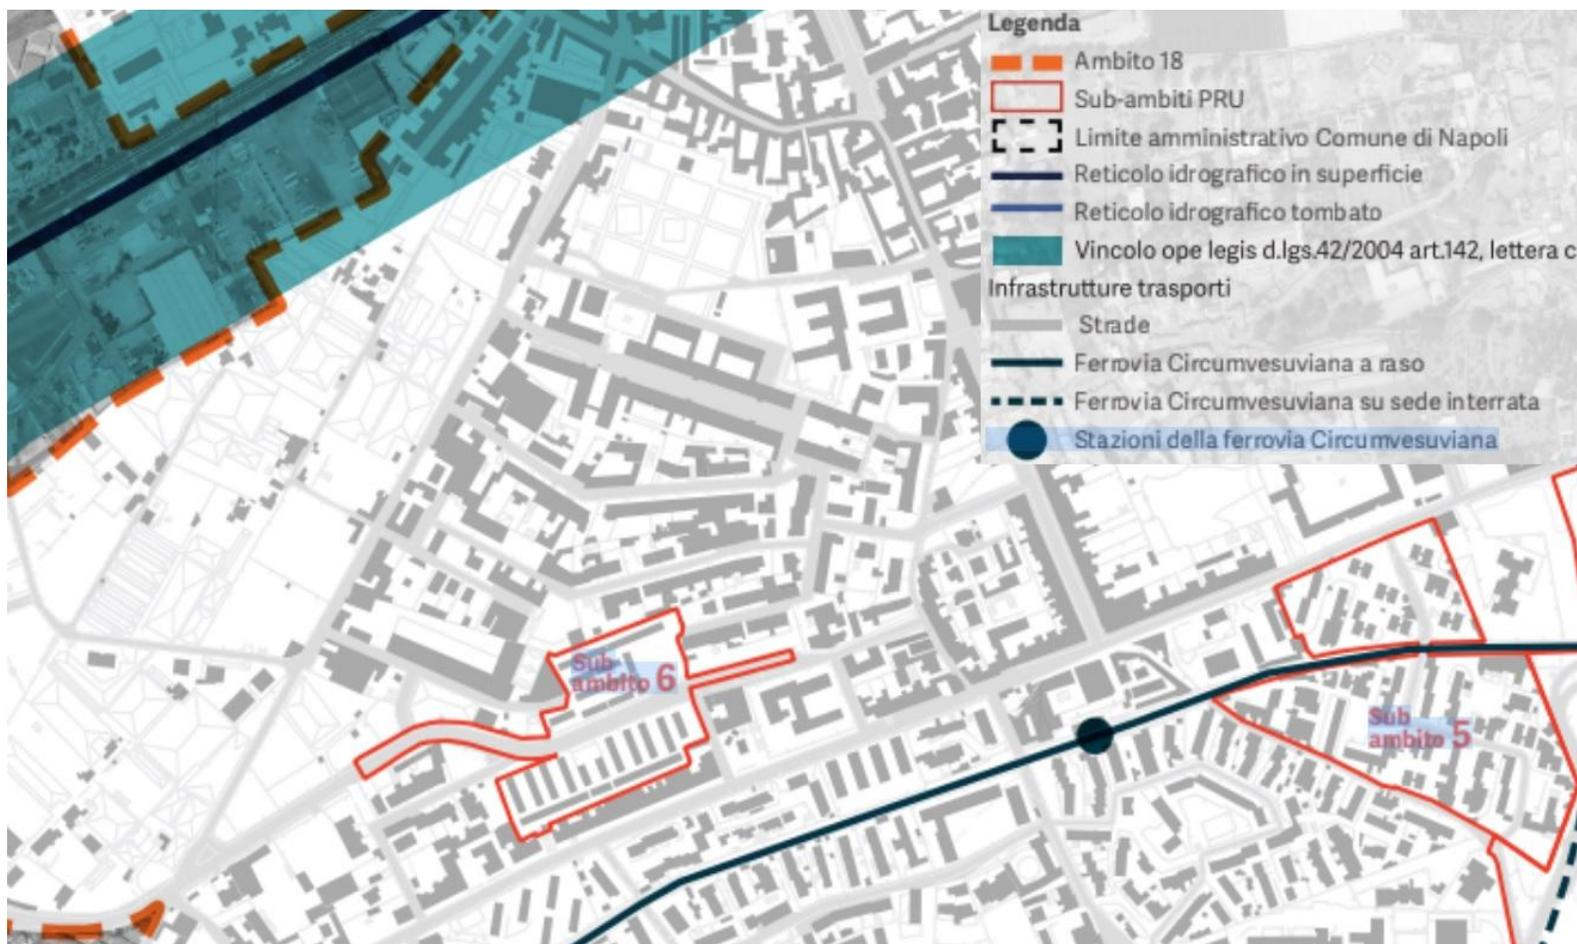 Legenda
Ambito 18
Sub-ambiti PRU
Limite amministrativo Comune di Napoli
Reticolo idrografico in superficie
Reticolo idrografico tombato
Vincolo ope legis d.lgs.42/2004 art.142, lettera c
Infrastrutture trasporti
Strade
Ferrovia Circumvesuviana a raso
Ferrovia Circumvesuviana su sede interrata
Stazioni della ferrovia Circumvesuviana
Sub
ambito 6
Sub
ambito 5